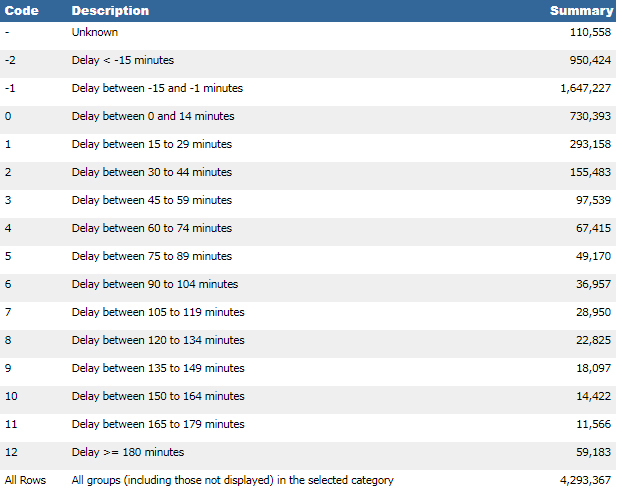 Code Description Summary
- Unknown 110,558
-2 Delay < -15 minutes 950,424
-1 Delay between -15 and -1 minutes 1,647,227
0 Delay between 0 and 14 minutes 730,393
1 Delay between 15 to 29 minutes 293,158
2 Delay between 30 to 44 minutes 155,483
3 Delay between 45 to 59 minutes 97,539
4 Delay between 60 to 74 minutes 67,415
5 Delay between 75 to 89 minutes 49,170
6 Delay between 90 to 104 minutes 36,957
7 Delay between 105 to 119 minutes 28,950
8 Delay between 120 to 134 minutes 22,825
9 Delay between 135 to 149 minutes 18,097
10 Delay between 150 to 164 minutes 14,422
11 Delay between 165 to 179 minutes 11,566
12 Delay >= 180 minutes 59,183
All Rows All groups (including those not displayed) in the selected category 4,293,367